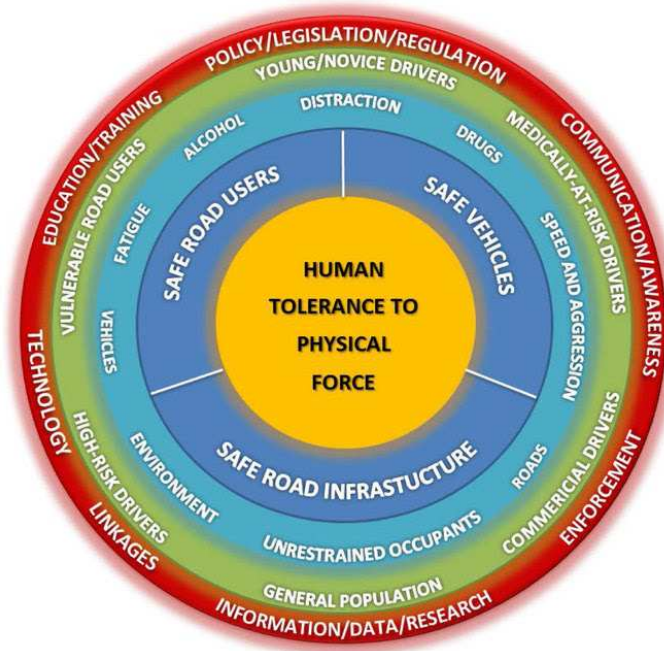 POLICY/LEGISLATION/REGULATION
COMMUNICATION/AWARENESS
ENFORCEMENT
INFORMATION/DATA/RESEARCH
LINKAGES
TECHNOLOGY
EDUCATION/TRAINING
YOUNG/NOVICE DRIVERS
MEDICALLY-AT-RISK DRIVERS
COMMERICIAL DRIVERS
GENERAL POPULATION
HIGH-RISK DRIVERS
VULNERABLE ROAD USERS
DISTRACTION
DRUGS
SPEED AND AGGRESSION
ROADS
UNRESTRAINED OCCUPANTS
ENVIRONMENT
VEHICLES
FATIGUE
ALCOHOL
SAFE ROAD USERS
SAFE VEHICLES
SAFE ROAD INFRASTUCTURE
HUMAN
TOLERANCE TO
PHYSICAL
FORCE